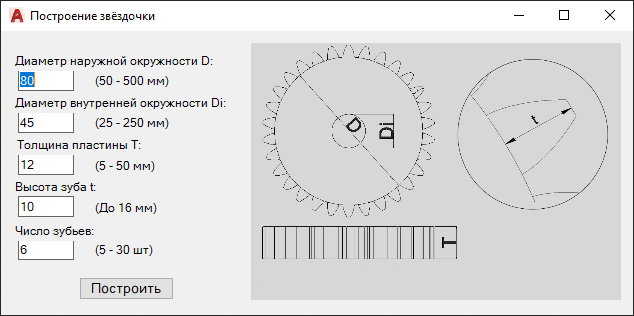 Построение звёздочки
Диаметр наружной окружности D:
80 (50 - 500 мм)
Диаметр внутренней окружности Di:
45 (25 - 250 мм)
Толщина пластины T:
12 (5 - 50 мм)
Высота зуба t:
10 (До 16 мм)
Число зубьев:
6 (5 - 30 шт)
Построить
D
Di
t
T